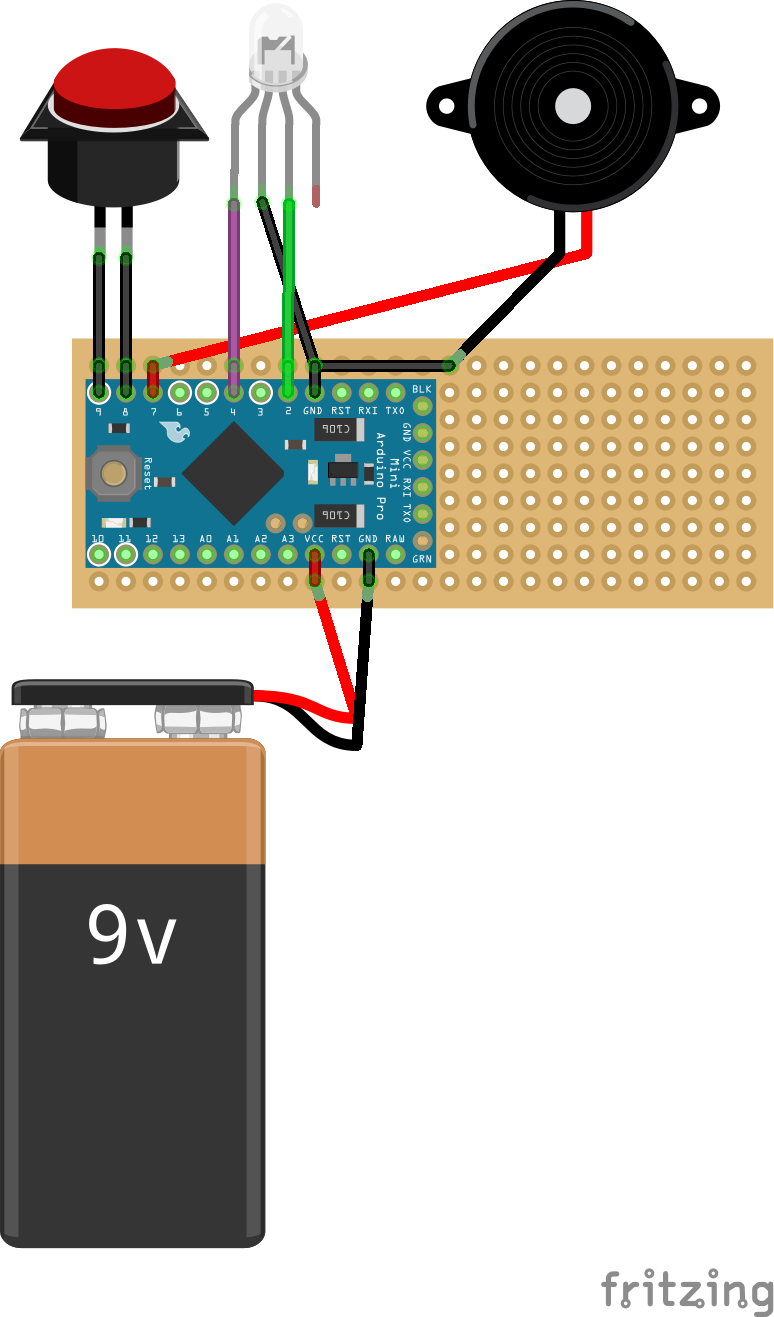 BLK
9 8 7 6 5 4 3 2 GND RST RXI TXO
C106
Reset
Arduino Pro
Mini
GND VCC RXI TXO
C106
10 11 12 13 A0 A1 A2 A3 VCC RST GND RAW
GRN
9v
fritzing